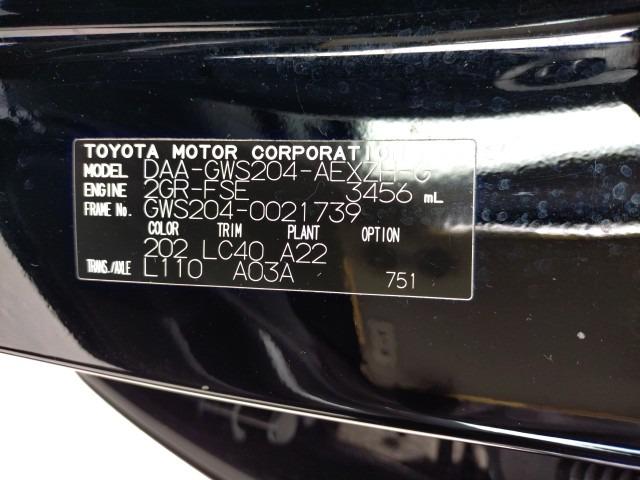 TOYOTA MOTOR CORPORATION
MODEL DAA-GWS204-AEXZH-G
ENGINE 2GR-FSE 3456 mL
FRAME No. GWS204-0021739
COLOR TRIM PLANT OPTION
202 LC40 A22
TRANS./AXLE L110 A03A 751